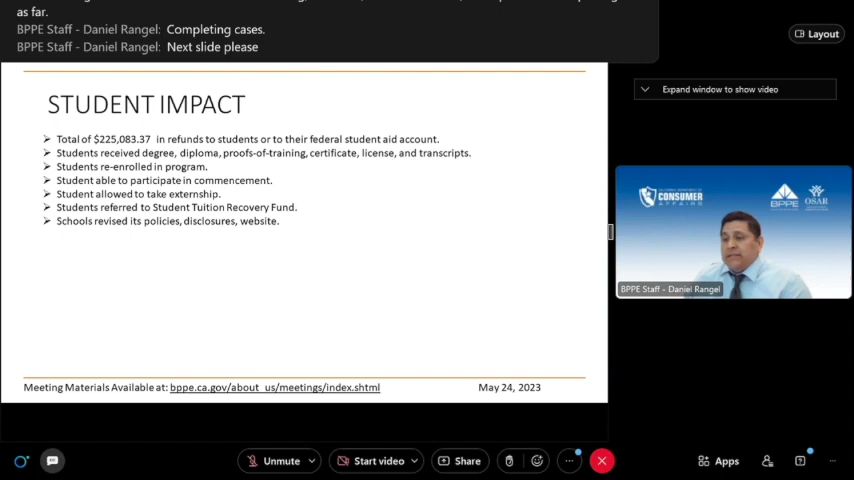 as far.
BPPE Staff - Daniel Rangel: Completing cases.
BPPE Staff - Daniel Rangel: Next slide please
Layout
Expand window to show video
STUDENT IMPACT
➢ Total of $225,083.37 in refunds to students or to their federal student aid account.
➢ Students received degree, diploma, proofs-of-training, certificate, license, and transcripts.
➢ Students re-enrolled in program.
➢ Student able to participate in commencement.
➢ Student allowed to take externship.
➢ Students referred to Student Tuition Recovery Fund.
➢ Schools revised its policies, disclosures, website.
CONSUMER
AFFAIRS
BPPE
OSAR
BPPE Staff - Daniel Rangel
Meeting Materials Available at: bppe.ca.gov/about_us/meetings/index.shtml May 24, 2023
Unmute
Start video
Share
Apps